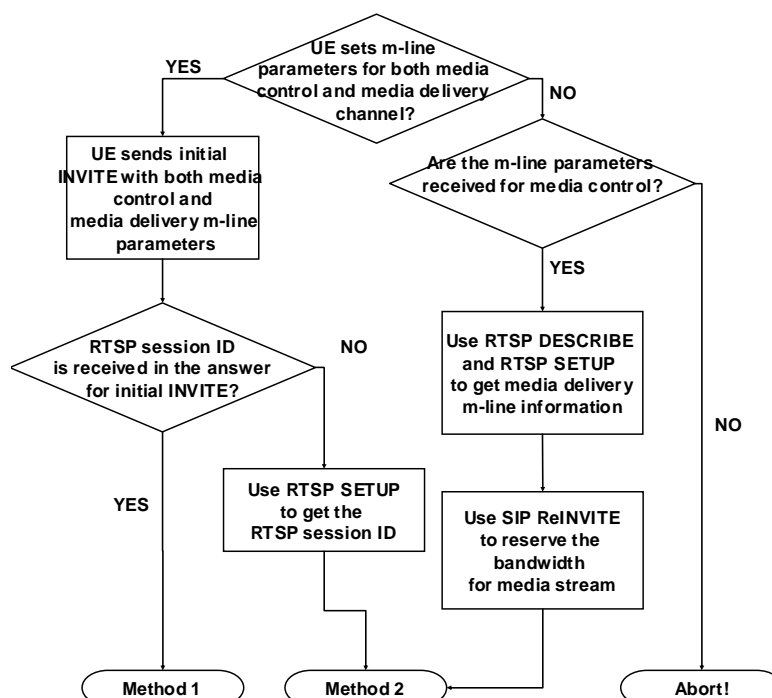 UE sets m-line
parameters for both media
control and media delivery
channel?
YES
NO
UE sends initial
INVITE with both media
control and
media delivery m-line
parameters
Are the m-line parameters
received for media control?
YES
RTSP session ID
is received in the answer
for initial INVITE?
NO
Use RTSP DESCRIBE
and RTSP SETUP
to get media delivery
m-line information
NO
YES
Use RTSP SETUP
to get the
RTSP session ID
Use SIP ReINVITE
to reserve the
bandwidth
for media stream
Method 1
Method 2
Abort!